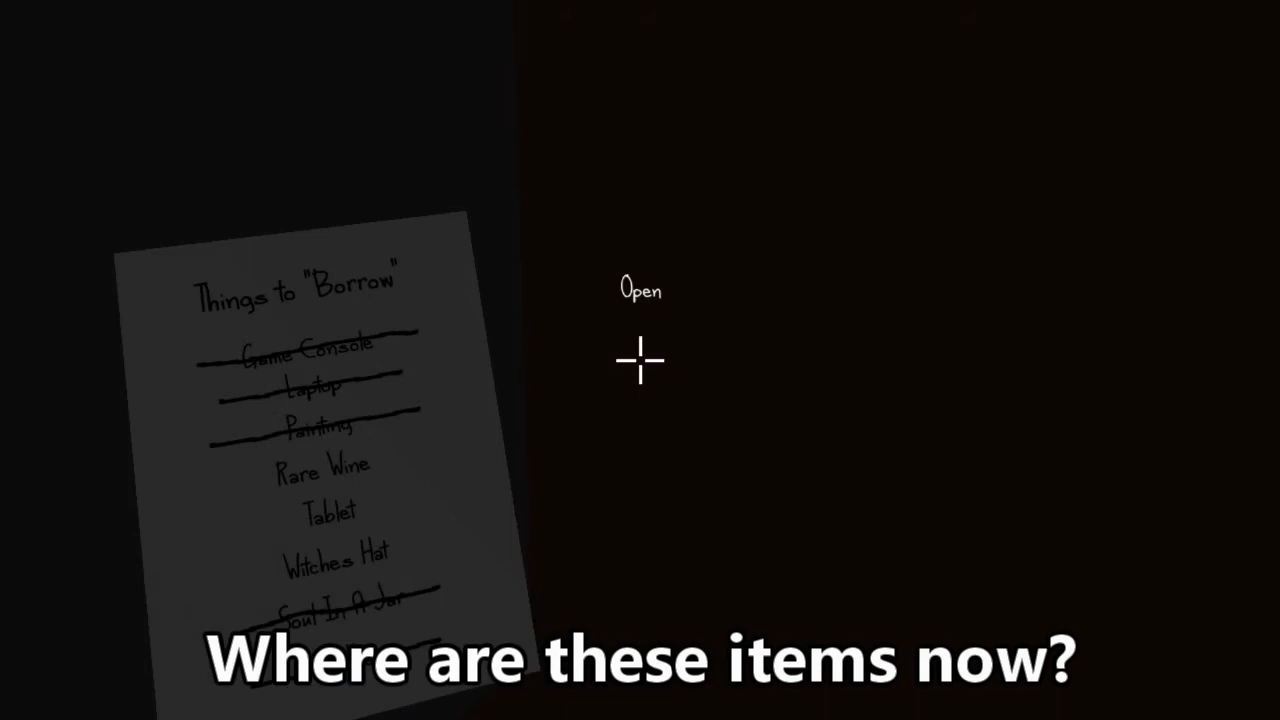 Things to "Borrow"
Game Console
Laptop
Painting
Rare Wine
Tablet
Witches Hat
Soul In A Jar
Open
Where are these items now?